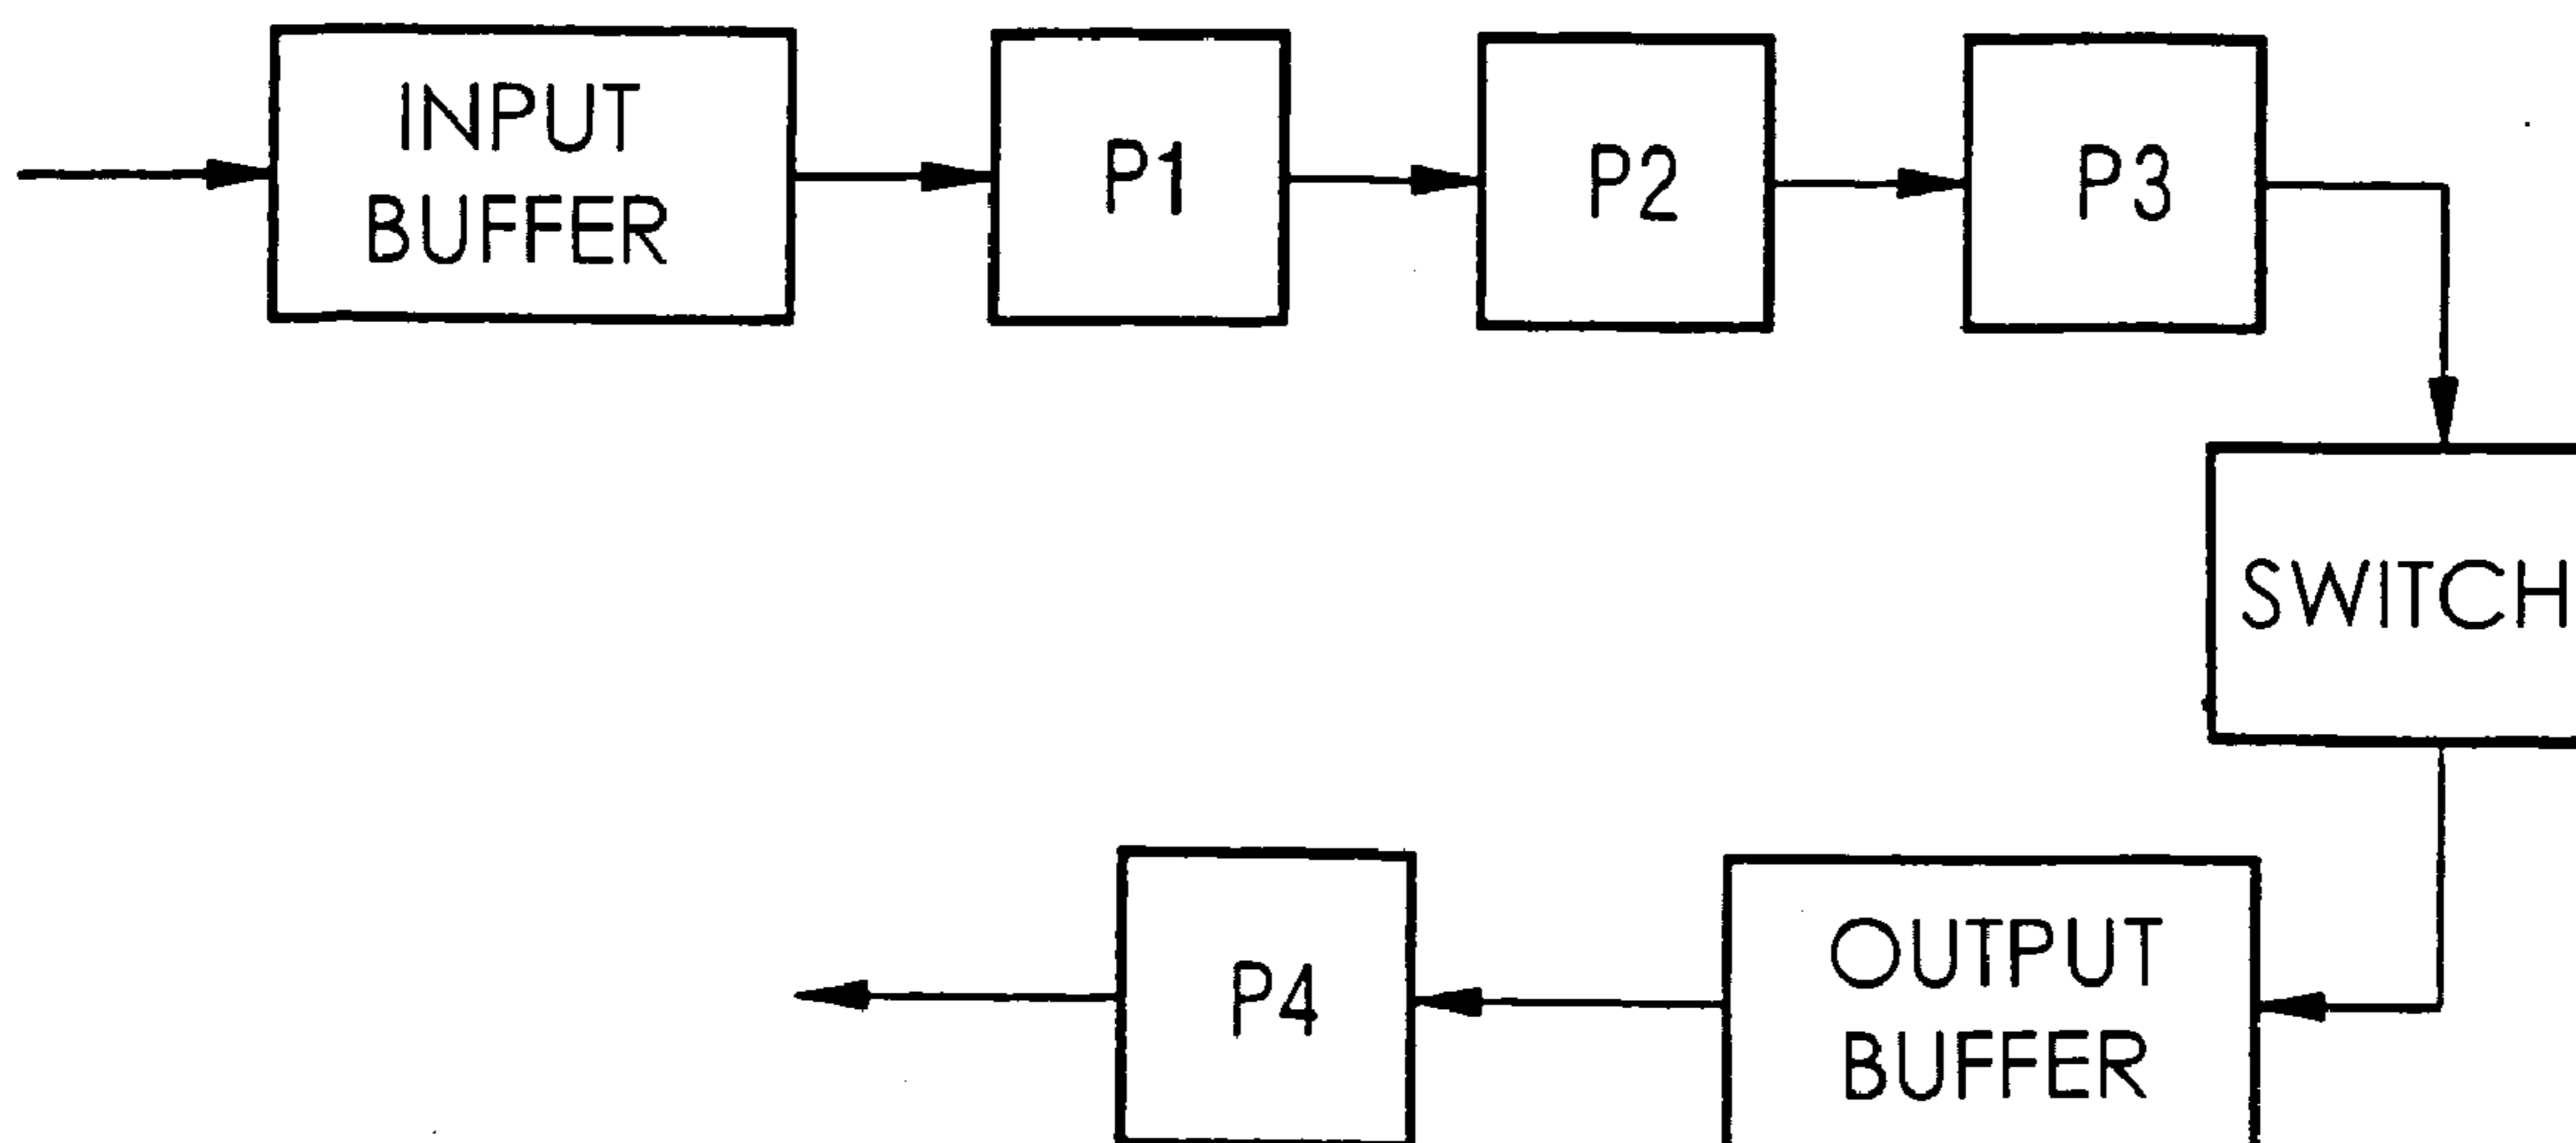 INPUT
BUFFER
P1
P2
P3
SWITCH
P4
OUTPUT
BUFFER